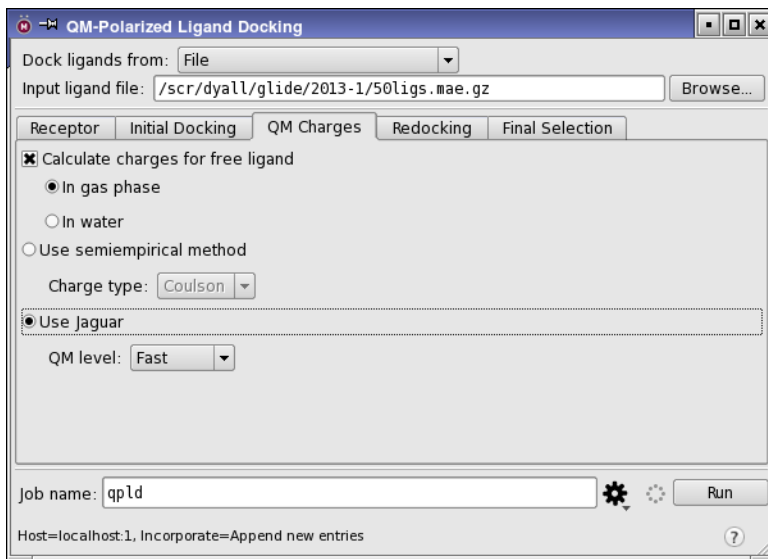 QM-Polarized Ligand Docking
Dock ligands from: File
Input ligand file: /scr/dyall/glide/2013-1/50ligs.mae.gz Browse...
Receptor Initial Docking QM Charges Redocking Final Selection
Calculate charges for free ligand
In gas phase
In water
Use semiempirical method
Charge type: Coulson
Use Jaguar
QM level: Fast
Job name: qpld Run
Host=localhost:1, Incorporate=Append new entries ?